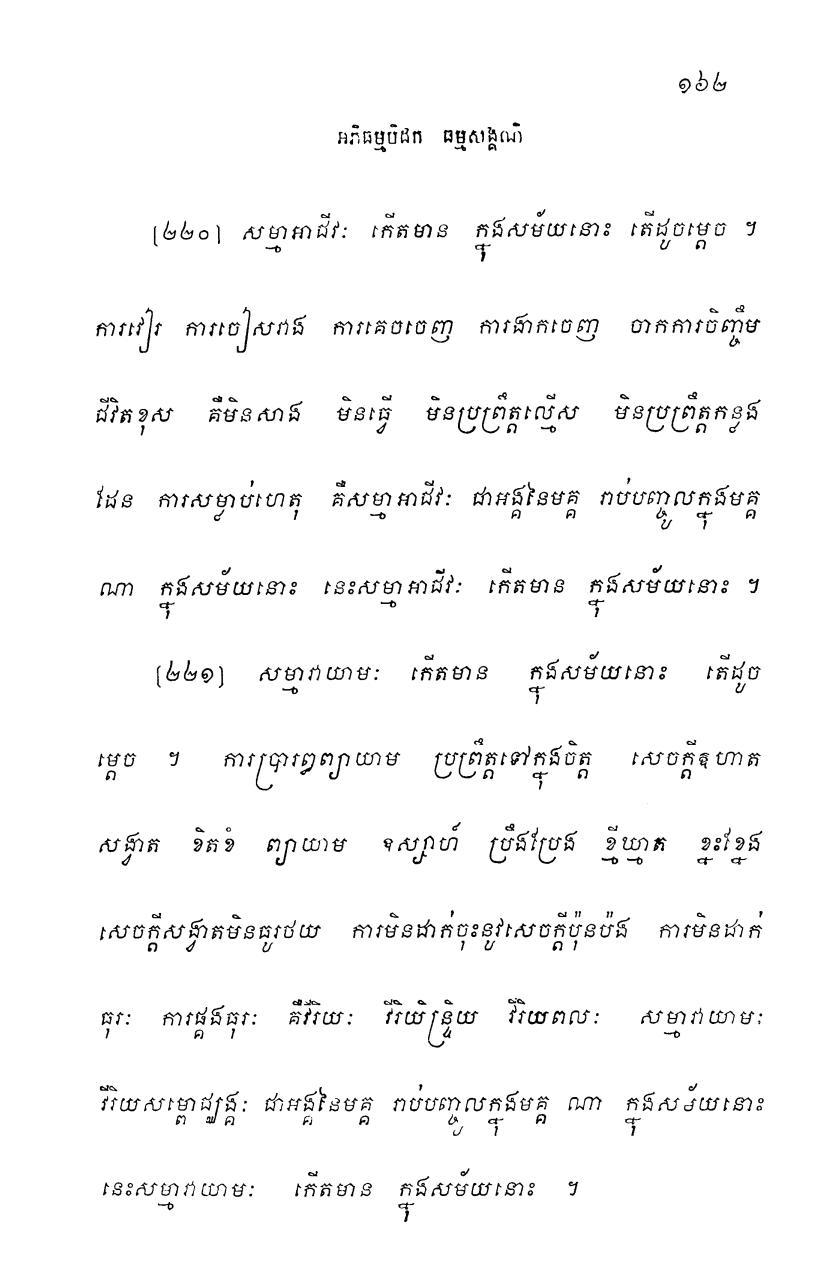 ១៦២
អភិធម្មបិដក ធម្មសង្គណិ
[២២០] សម្មាអាជីវៈ កើតមាន ក្នុងសម័យនោះ តើដូចម្តេច ។
ការវៀរ ការចៀសវាង ការគេចចេញ ការងាកចេញ ចាកការចិញ្ចឹម
ជីវិតខុស គឺមិនសាង មិនធ្វើ មិនប្រព្រឹត្តល្មើស មិនប្រព្រឹត្តកន្លង
ដែន ការសម្លាប់ហេតុ គឺសម្មាអាជីវៈ ជាអង្គនៃមគ្គ រាប់បញ្ចូលក្នុងមគ្គ
ណា ក្នុងសម័យនោះ នេះសម្មាអាជីវៈ កើតមាន ក្នុងសម័យនោះ ។
[២២១] សម្មាវាយាមៈ កើតមាន ក្នុងសម័យនោះ តើដូច
ម្តេច ។ ការប្រារព្ធព្យាយាម ប្រព្រឹត្តទៅក្នុងចិត្ត សេចក្តីឧហាត
សង្វាត ខិតខំ ព្យាយាម ឧស្សាហ៍ ប្រឹងប្រែង ខ្មីឃ្មាត ខ្នះខ្នែង
សេចក្តីសង្វាតមិនធូរថយ ការមិនដាក់ចុះនូវសេចក្តីប៉ុនប៉ង ការមិនដាក់
ធុរៈ ការផ្គងធុរៈ គឺវីរិយៈ វីរិយិន្ទ្រិយ វីរិយពលៈ សម្មាវាយាមៈ
វីរិយសម្ពោជ្ឈង្គៈ ជាអង្គនៃមគ្គ រាប់បញ្ចូលក្នុងមគ្គ ណា ក្នុងសម័យនោះ
នេះសម្មាវាយាមៈ កើតមាន ក្នុងសម័យនោះ ។